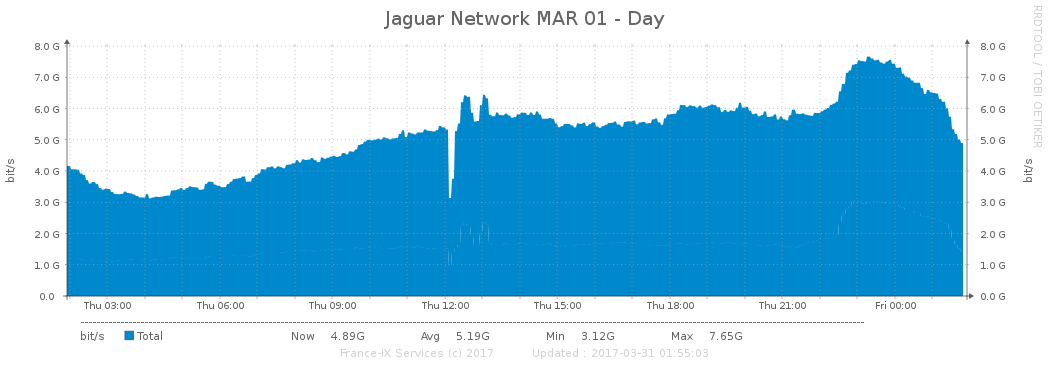 Jaguar Network MAR 01 - Day
RRDTOOL / TOBI OETIKER
8.0 G 8.0 G
7.0 G 7.0 G
6.0 G 6.0 G
5.0 G 5.0 G
4.0 G 4.0 G
3.0 G 3.0 G
2.0 G 2.0 G
1.0 G 1.0 G
0.0 0.0 G
bit/s bit/s
Thu 03:00 Thu 06:00 Thu 09:00 Thu 12:00 Thu 15:00 Thu 18:00 Thu 21:00 Fri 00:00
bit/s Total Now 4.89G Avg 5.19G Min 3.12G Max 7.65G
France-IX Services (c) 2017 Updated : 2017-03-31 01:55:03